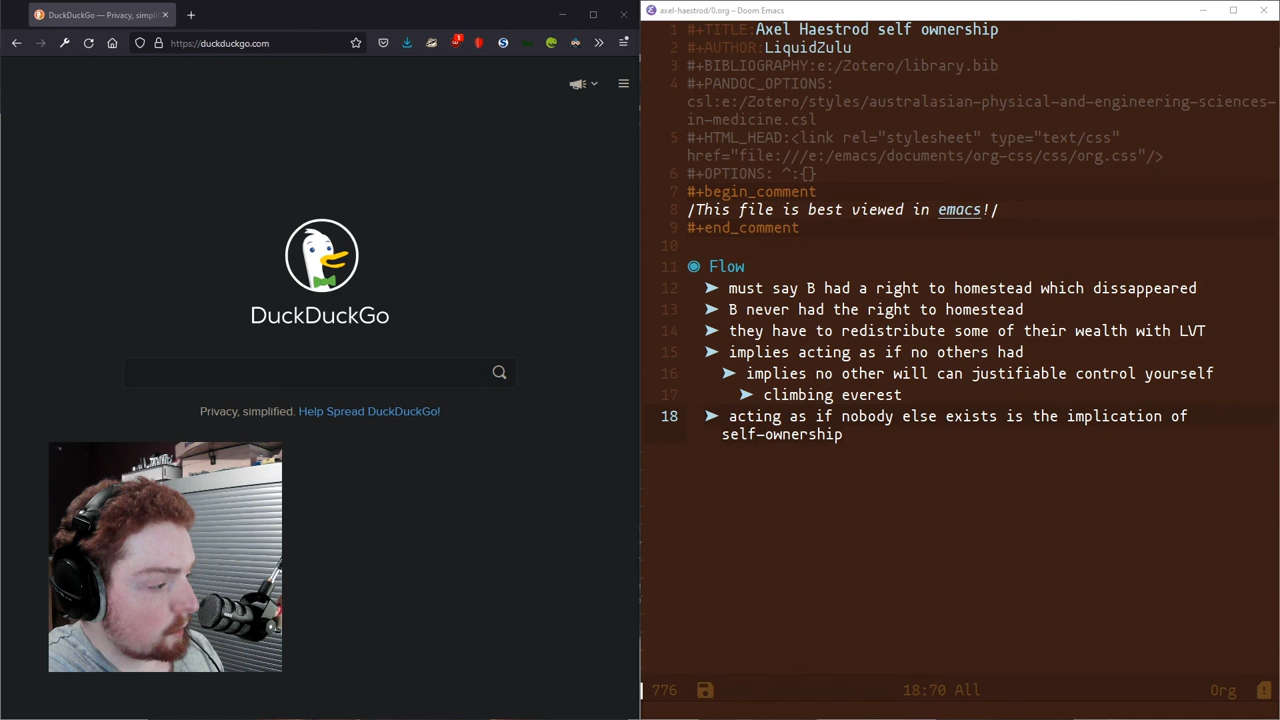 DuckDuckGo — Privacy, simplifi
https://duckduckgo.com
DuckDuckGo
Privacy, simplified. Help Spread DuckDuckGo!
axel-haestrod/0.org – Doom Emacs
1 #+TITLE:Axel Haestrod self ownership
2 #+AUTHOR:LiquidZulu
3 #+BIBLIOGRAPHY:e:/Zotero/library.bib
4 #+PANDOC_OPTIONS:
csl:e:/Zotero/styles/australasian-physical-and-engineering-sciences-
in-medicine.csl
5 #+HTML_HEAD:<link rel="stylesheet" type="text/css"
href="file:///e:/emacs/documents/org-css/css/org.css"/>
6 #+OPTIONS: ^:{}
7 #+begin_comment
8 /This file is best viewed in emacs!/
9 #+end_comment
10
11 Flow
12 must say B had a right to homestead which dissappeared
13 B never had the right to homestead
14 they have to redistribute some of their wealth with LVT
15 implies acting as if no others had
16 implies no other will can justifiable control yourself
17 climbing everest
18 acting as if nobody else exists is the implication of
self-ownership
776 18:70 All Org